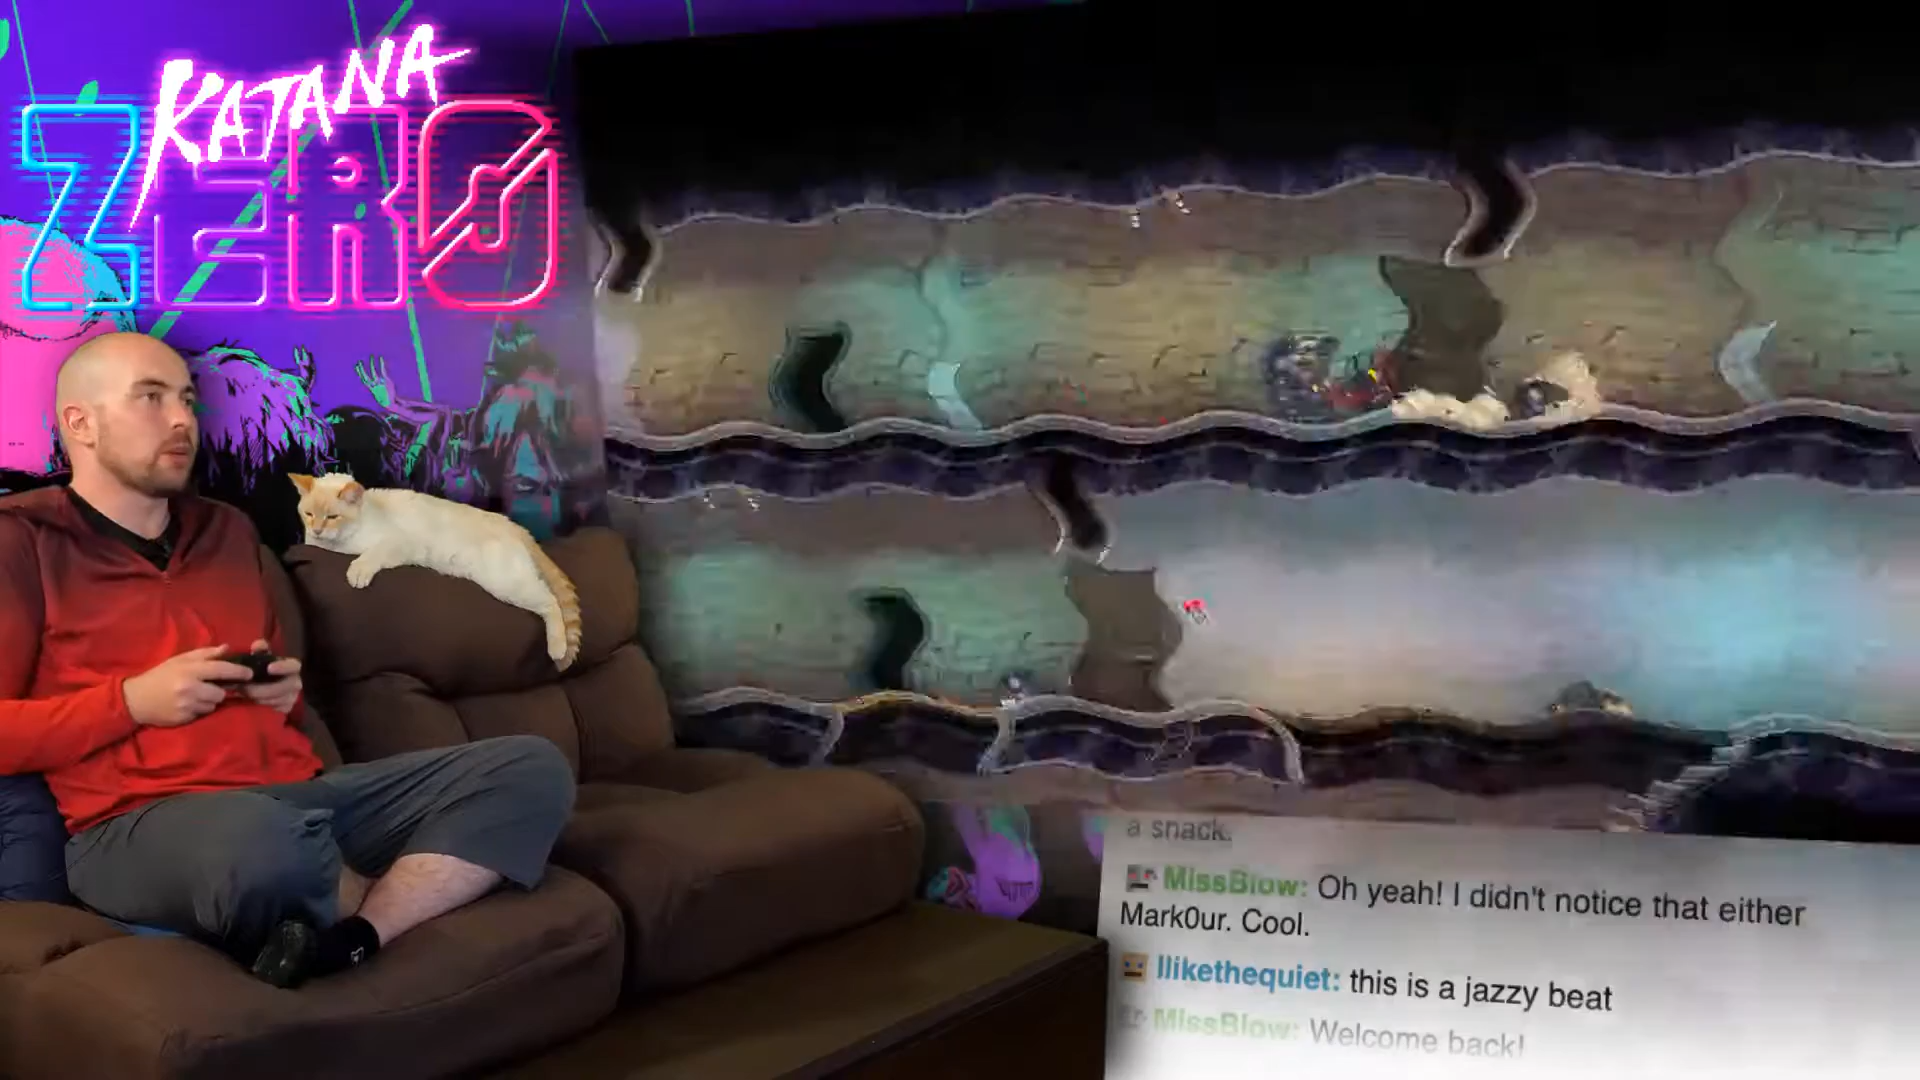 KATANA
ZERO
a snack.
MissBlow: Oh yeah! I didn't notice that either
Mark0ur. Cool.
Ilikethequiet: this is a jazzy beat
MissBlow: Welcome back!